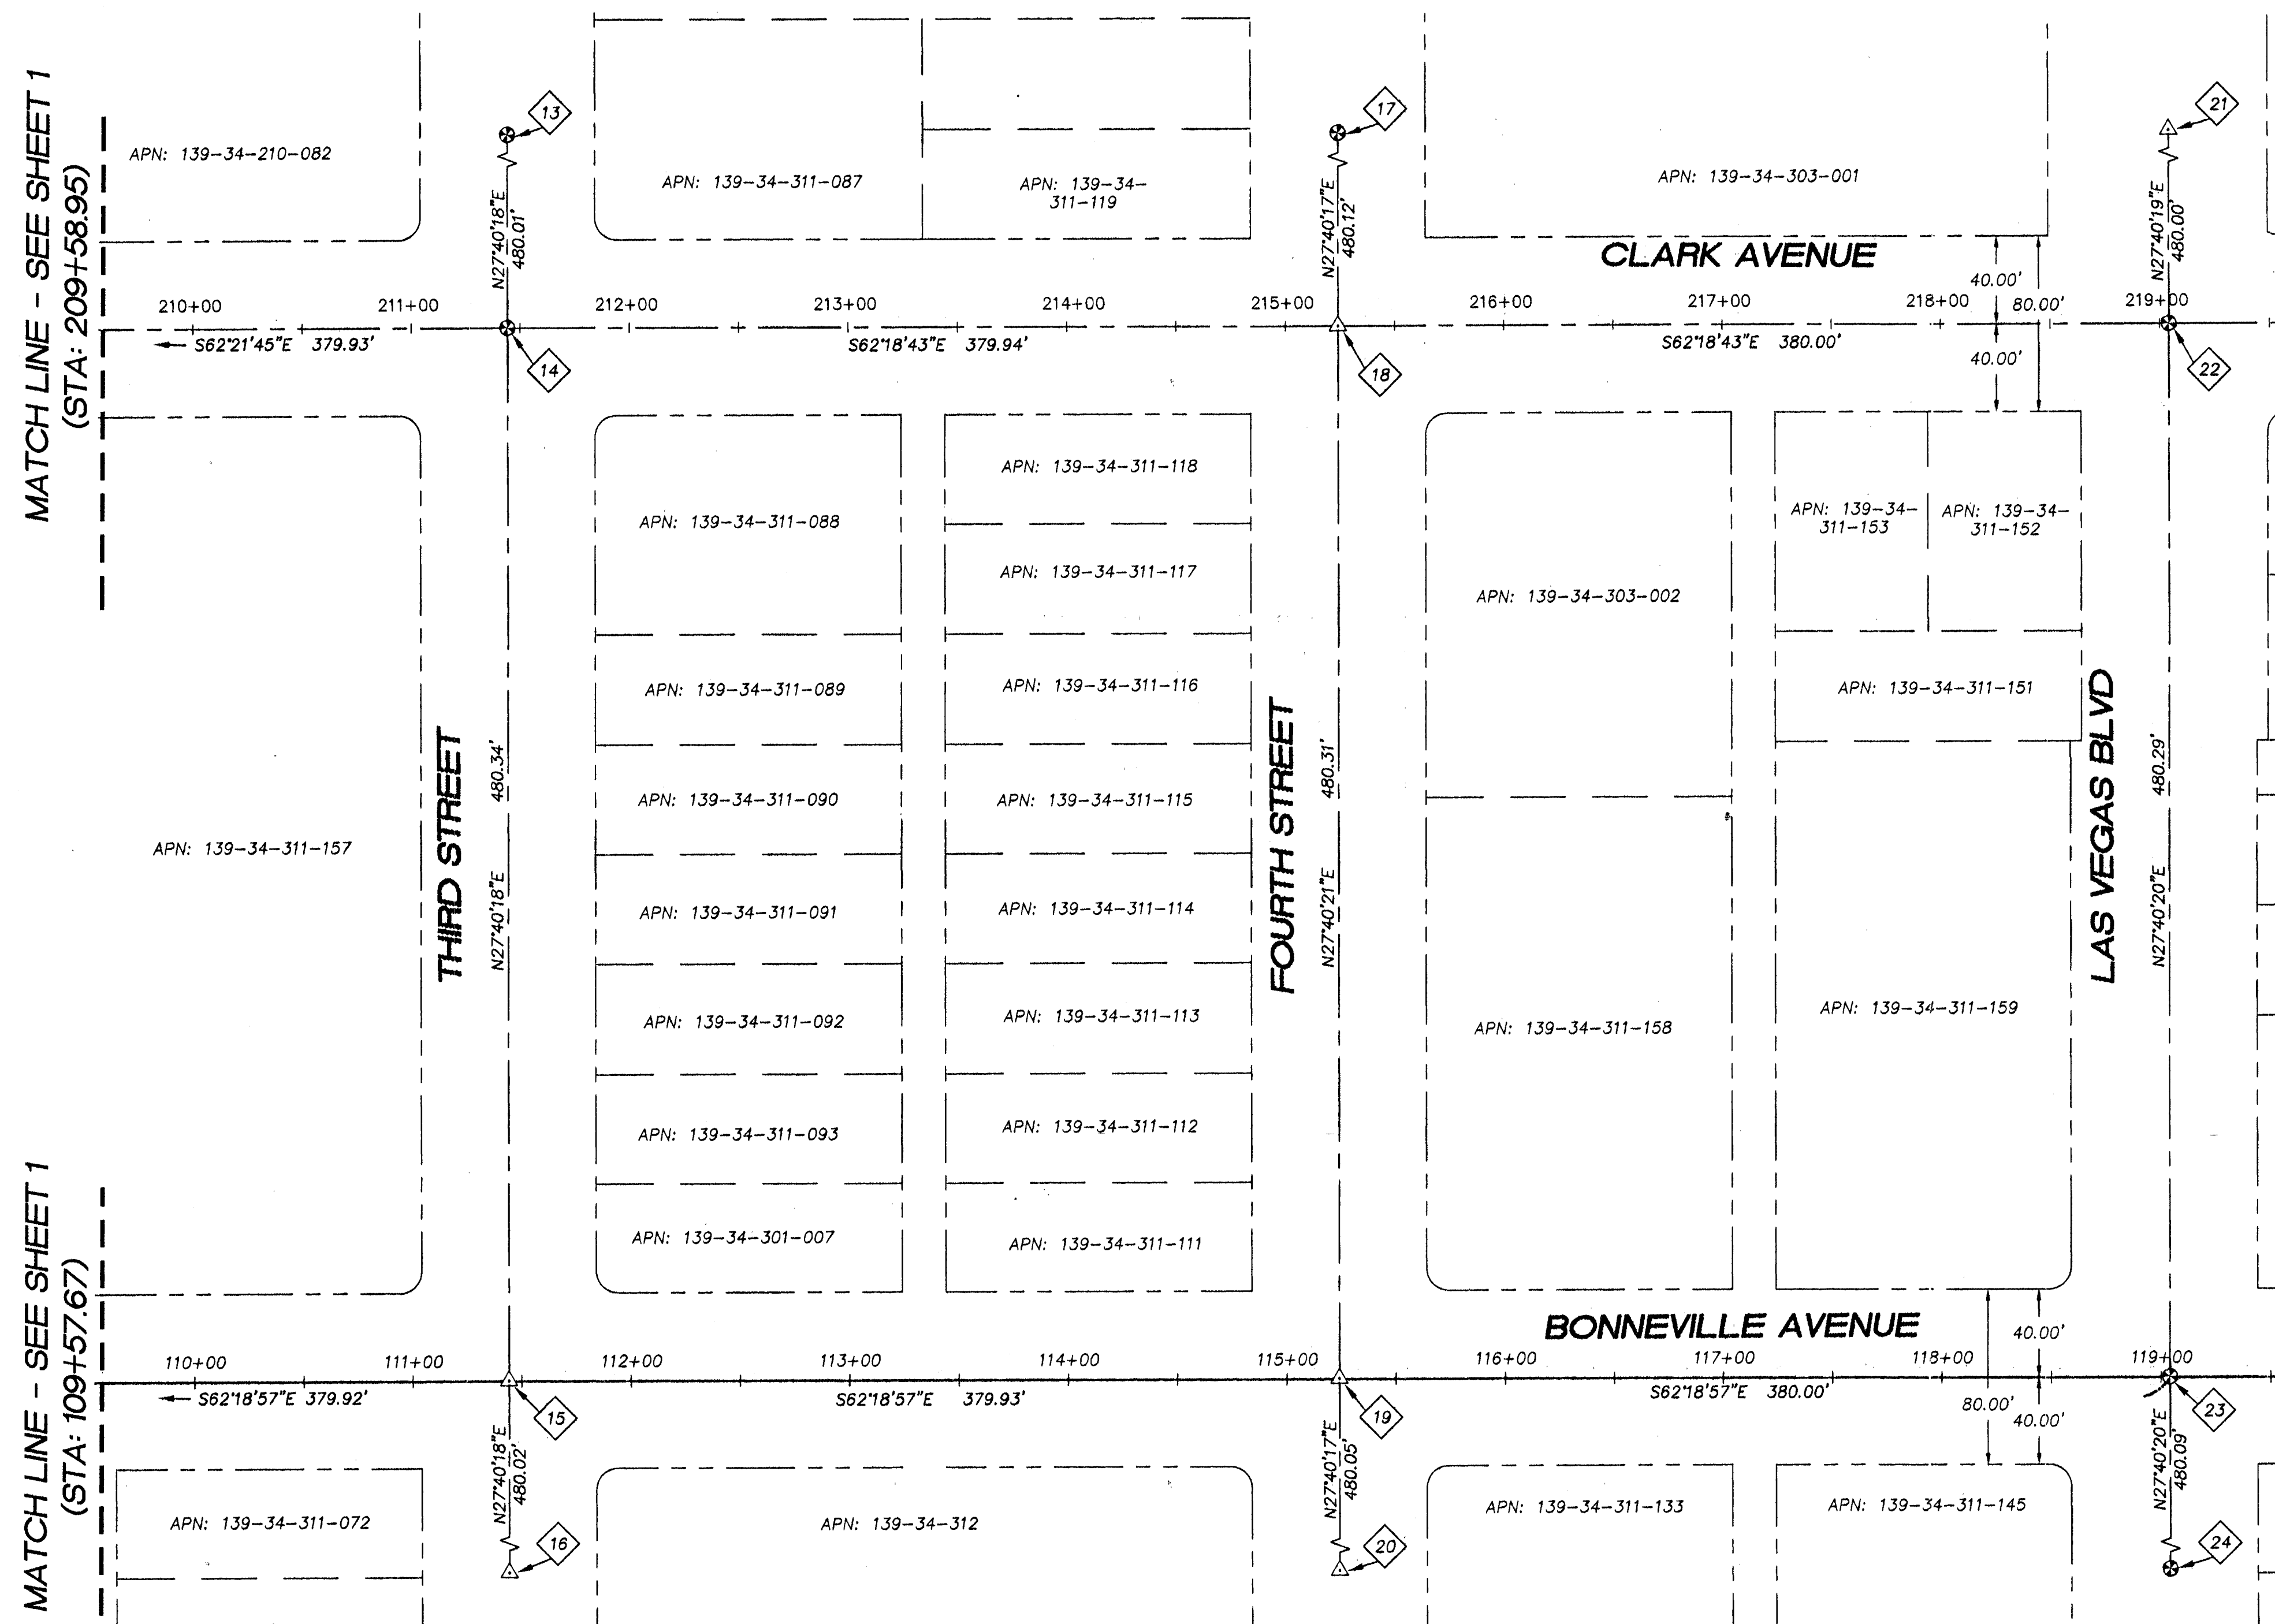 MATCH LINE - SEE SHEET 1
(STA: 209+58.95)
APN: 139-34-210-082
13
N27°40'18"E
480.01'
APN: 139-34-311-087
APN: 139-34-
311-119
17
N27°40'17"E
480.12'
APN: 139-34-303-001
21
N27°40'19"E
480.00'
CLARK AVENUE
40.00'
80.00'
40.00'
210+00
211+00
212+00
213+00
214+00
215+00
216+00
217+00
218+00
219+00
S62°21'45"E 379.93'
S62°18'43"E 379.94'
S62°18'43"E 380.00'
14
18
22
APN: 139-34-311-118
APN: 139-34-311-088
APN: 139-34-311-117
APN: 139-34-
311-153
APN: 139-34-
311-152
APN: 139-34-303-002
APN: 139-34-311-089
APN: 139-34-311-116
APN: 139-34-311-151
THIRD STREET
480.34'
N27°40'18"E
FOURTH STREET
480.31'
N27°40'21"E
LAS VEGAS BLVD
480.29'
N27°40'20"E
APN: 139-34-311-090
APN: 139-34-311-115
APN: 139-34-311-157
APN: 139-34-311-091
APN: 139-34-311-114
APN: 139-34-311-092
APN: 139-34-311-113
APN: 139-34-311-158
APN: 139-34-311-159
APN: 139-34-311-093
APN: 139-34-311-112
APN: 139-34-301-007
APN: 139-34-311-111
MATCH LINE - SEE SHEET 1
(STA: 109+57.67)
BONNEVILLE AVENUE
40.00'
80.00'
40.00'
110+00
111+00
112+00
113+00
114+00
115+00
116+00
117+00
118+00
119+00
S62°18'57"E 379.92'
S62°18'57"E 379.93'
S62°18'57"E 380.00'
15
19
23
N27°40'18"E
480.02'
N27°40'17"E
480.05'
N27°40'20"E
480.09'
APN: 139-34-311-072
APN: 139-34-312
APN: 139-34-311-133
APN: 139-34-311-145
16
20
24